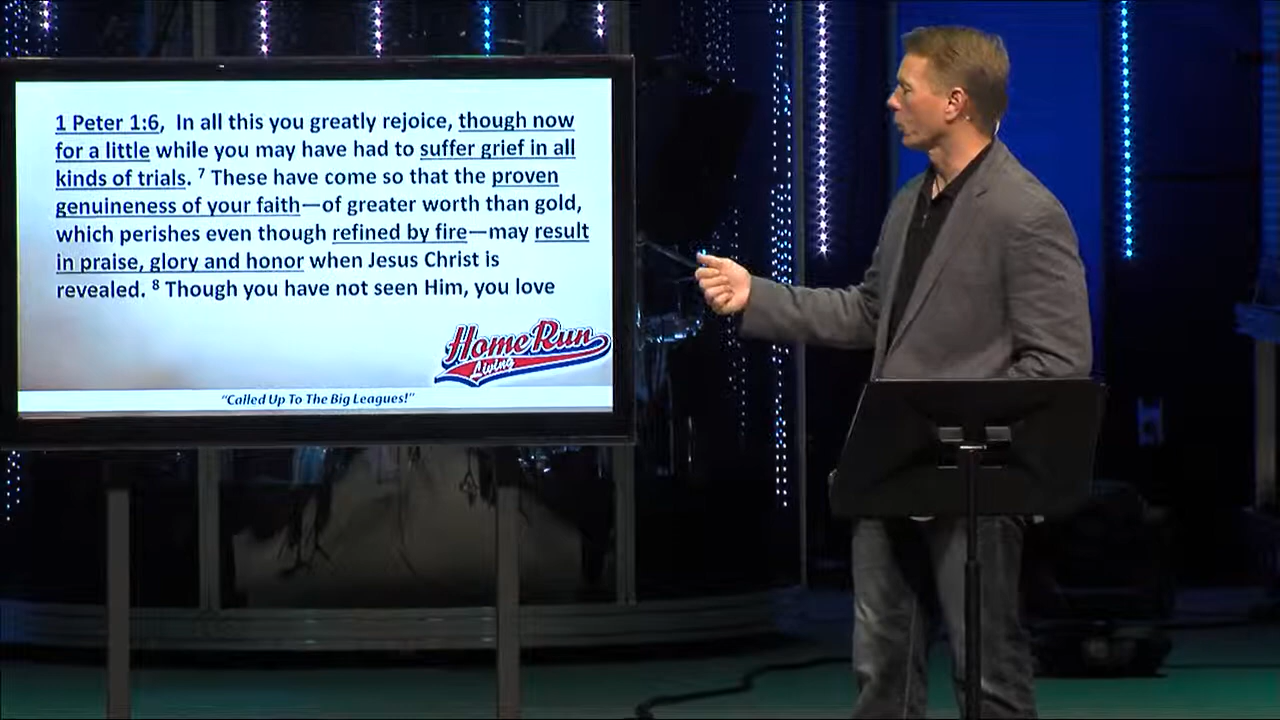 1 Peter 1:6, In all this you greatly rejoice, though now
for a little while you may have had to suffer grief in all
kinds of trials. ⁷ These have come so that the proven
genuineness of your faith—of greater worth than gold,
which perishes even though refined by fire—may result
in praise, glory and honor when Jesus Christ is
revealed. ⁸ Though you have not seen Him, you love
Home Run
Living
“Called Up To The Big Leagues!”